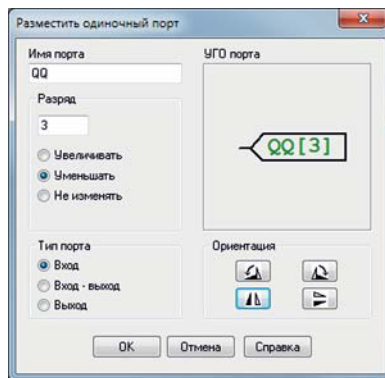 Разместить одиночный порт
Имя порта
QQ
Разряд
3
Увеличивать
Уменьшать
Не изменять
Тип порта
Вход
Вход - выход
Выход
УГО порта
QQ[3]
Ориентация
OK
Отмена
Справка